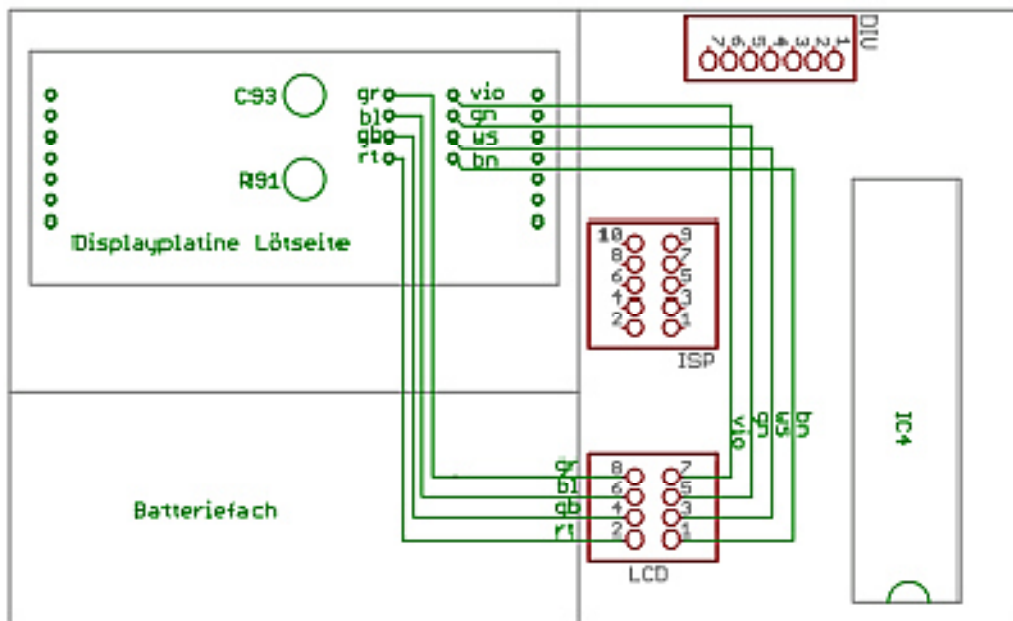 DIV
7 6 5 4 3 2 1
C93
gr
vio
bl
gn
gb
ws
rt
bn
R91
Displayplatine Lötseite
10 9
8 7
6 5
4 3
2 1
ISP
vio
gn
ws
bn
IC4
gr
8 7
bl
6 5
gb
4 3
rt
2 1
LCD
Batteriefach